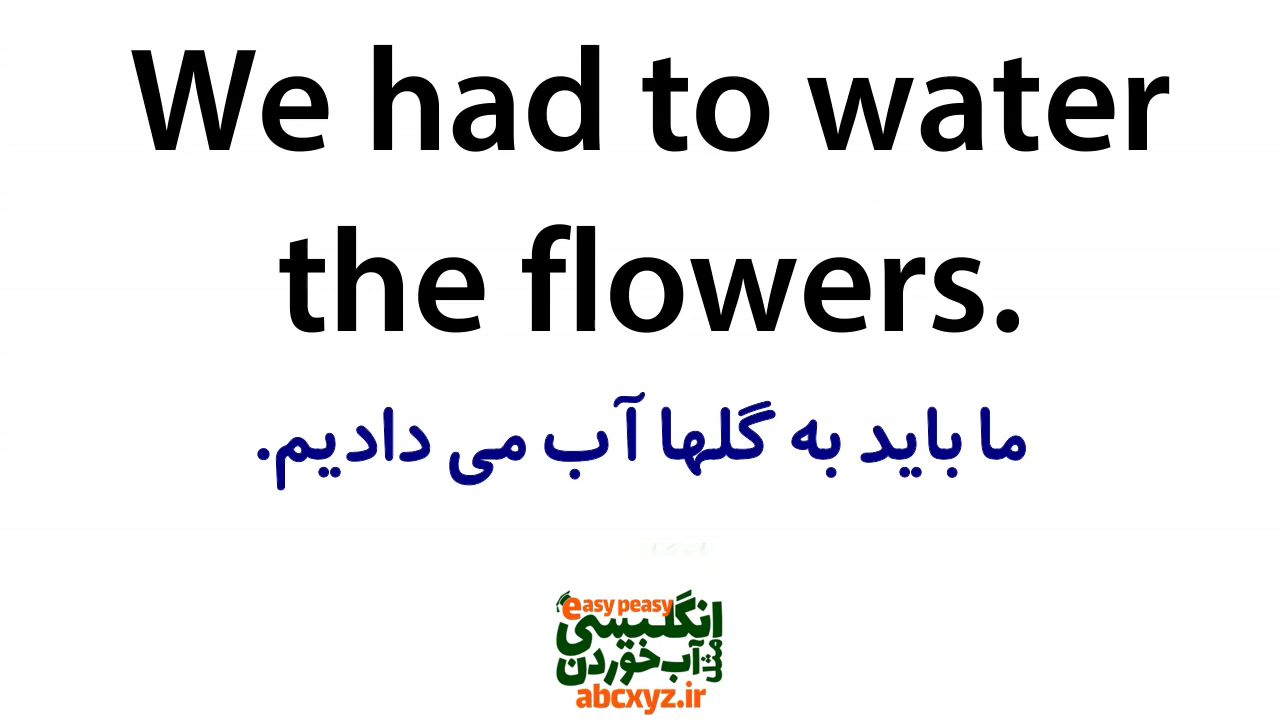 We had to water
the flowers.
ما باید به گلها آب می دادیم.
easy peasy
انگلیسی
مثل آب خوردن
abcxyz.ir